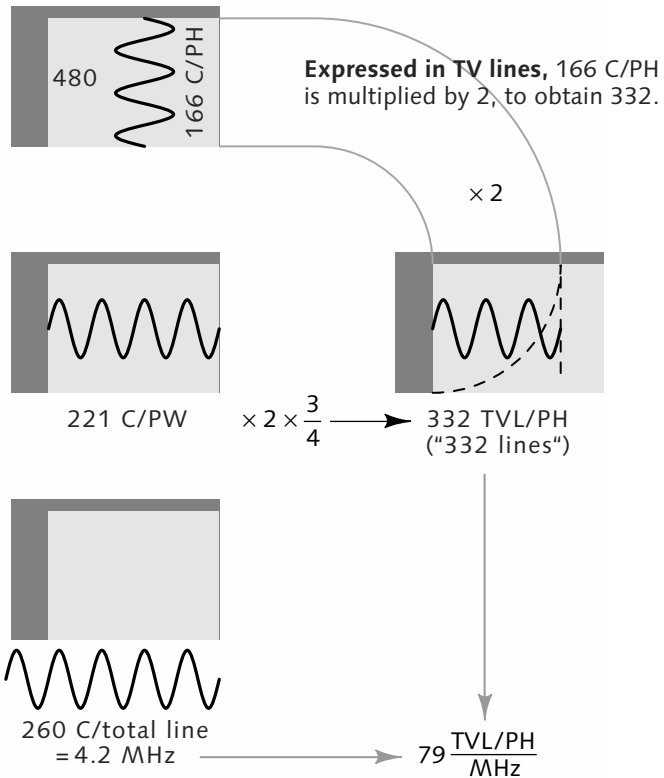 480
166 C/PH
Expressed in TV lines, 166 C/PH
is multiplied by 2, to obtain 332.
× 2
221 C/PW
× 2 × 3/4
332 TVL/PH
(“332 lines“)
260 C/total line
= 4.2 MHz
79 TVL/PH / MHz